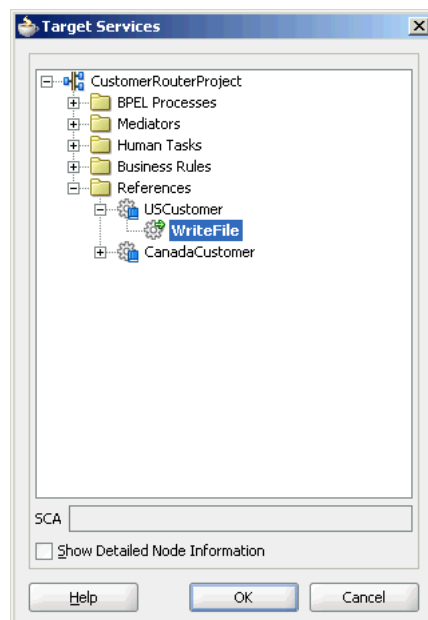 Target Services
CustomerRouterProject
BPEL Processes
Mediators
Human Tasks
Business Rules
References
USCustomer
WriteFile
CanadaCustomer
SCA
Show Detailed Node Information
Help OK Cancel